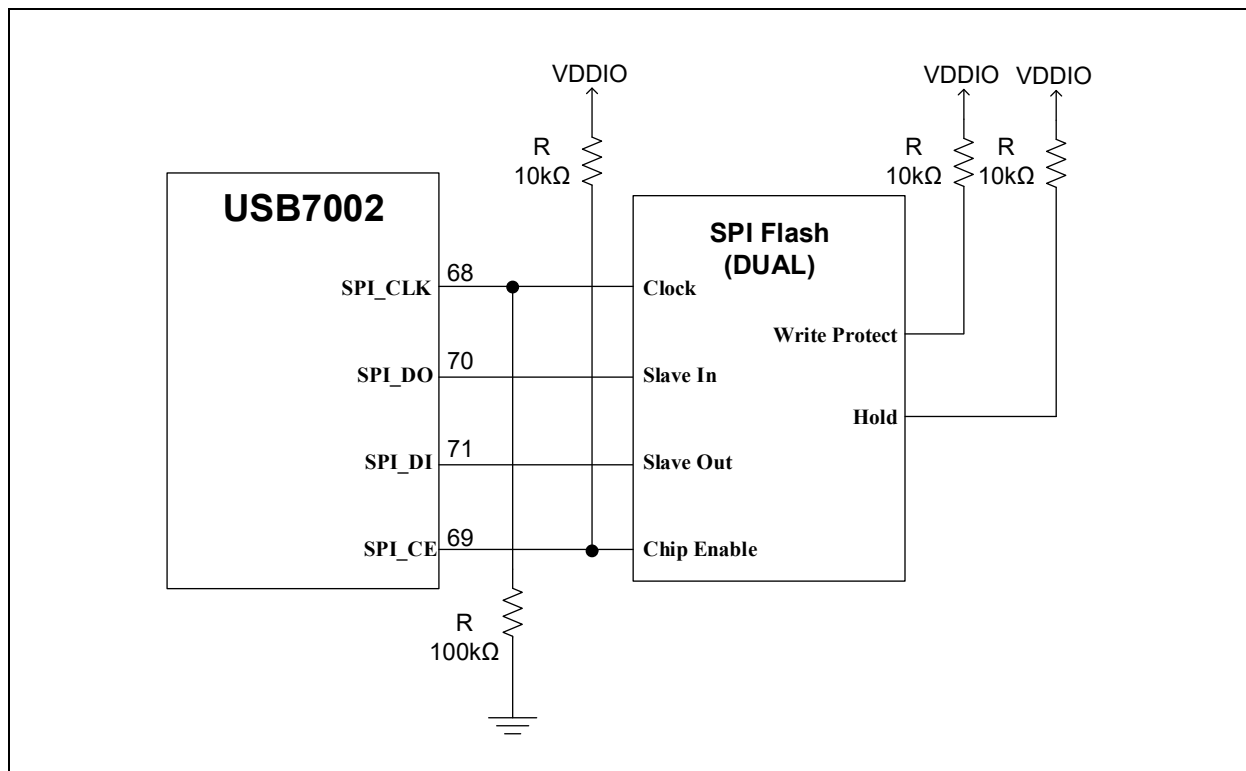 VDDIO
VDDIO VDDIO
R
10kΩ
R
10kΩ
R
10kΩ
USB7002
SPI Flash
(DUAL)
SPI_CLK
68
Clock
Write Protect
SPI_DO
70
Slave In
Hold
SPI_DI
71
Slave Out
SPI_CE
69
Chip Enable
R
100kΩ